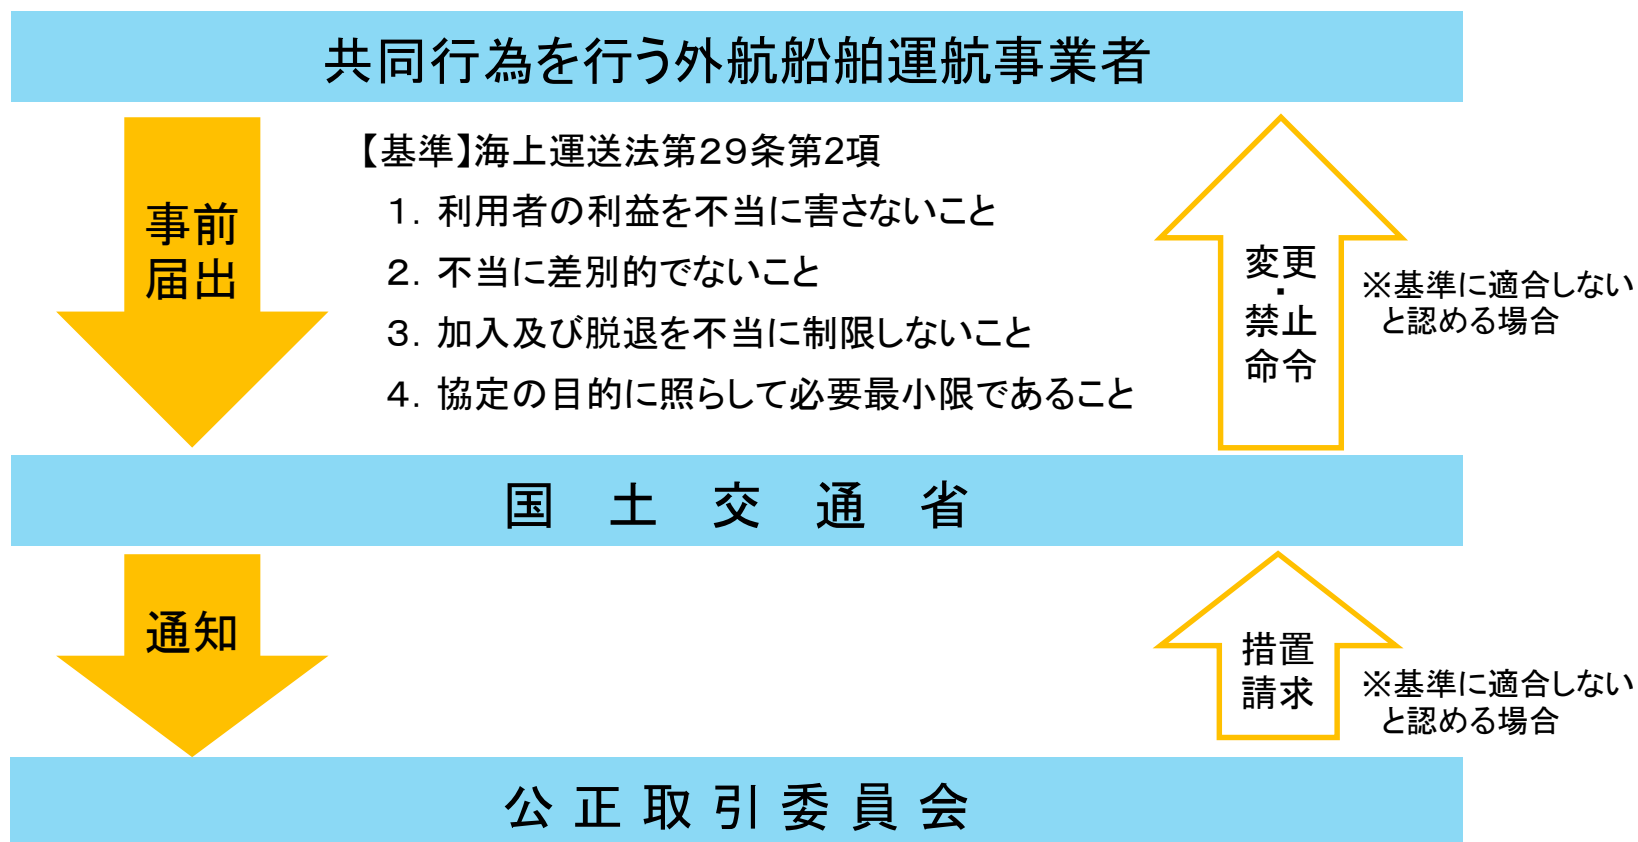 共同行為を行う外航船舶運航事業者
事前
届出
【基準】海上運送法第29条第2項
1. 利用者の利益を不当に害さないこと
2. 不当に差別的でないこと
3. 加入及び脱退を不当に制限しないこと
4. 協定の目的に照らして必要最小限であること
変更
・
禁止
命令
※基準に適合しない
と認める場合
国土交通省
通知
措置
請求
※基準に適合しない
と認める場合
公正取引委員会